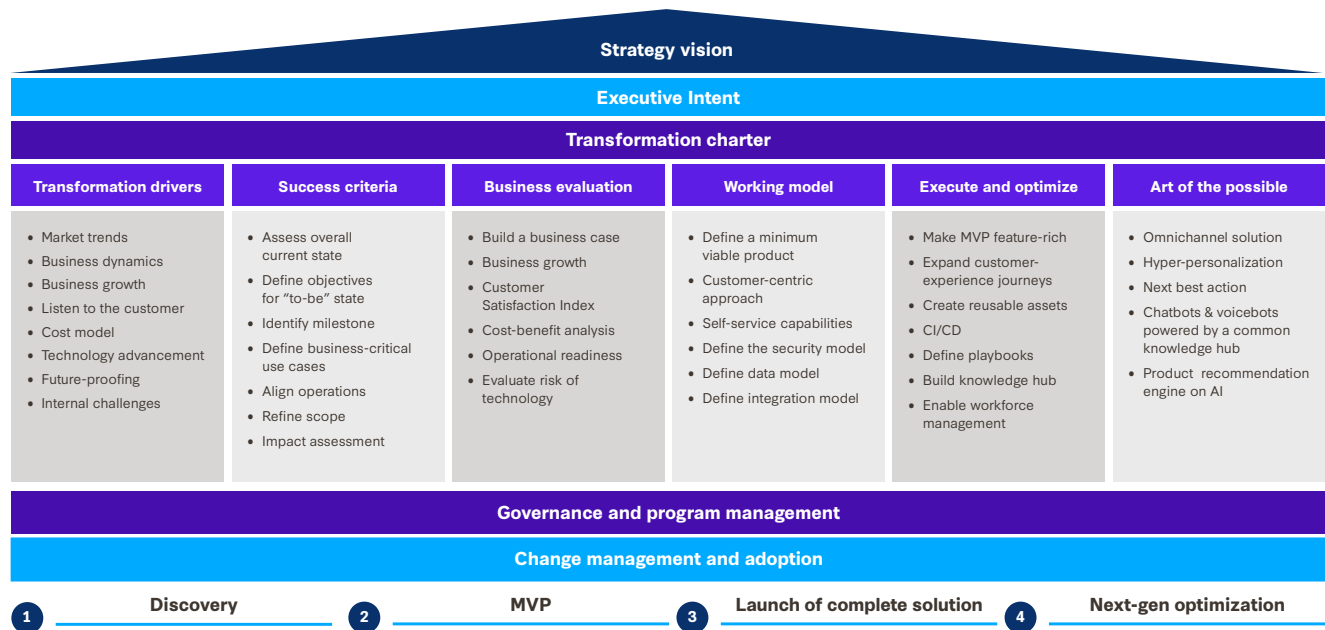 Strategy vision
Executive Intent
Transformation charter
Transformation drivers
• Market trends
• Business dynamics
• Business growth
• Listen to the customer
• Cost model
• Technology advancement
• Future-proofing
• Internal challenges
Success criteria
• Assess overall
current state
• Define objectives
for “to-be” state
• Identify milestone
• Define business-critical
use cases
• Align operations
• Refine scope
• Impact assessment
Business evaluation
• Build a business case
• Business growth
• Customer
Satisfaction Index
• Cost-benefit analysis
• Operational readiness
• Evaluate risk of
technology
Working model
• Define a minimum
viable product
• Customer-centric
approach
• Self-service capabilities
• Define the security model
• Define data model
• Define integration model
Execute and optimize
• Make MVP feature-rich
• Expand customer-
experience journeys
• Create reusable assets
• CI/CD
• Define playbooks
• Build knowledge hub
• Enable workforce
management
Art of the possible
• Omnichannel solution
• Hyper-personalization
• Next best action
• Chatbots & voicebots
powered by a common
knowledge hub
• Product recommendation
engine on AI
Governance and program management
Change management and adoption
1 Discovery
2 MVP
3 Launch of complete solution
4 Next-gen optimization